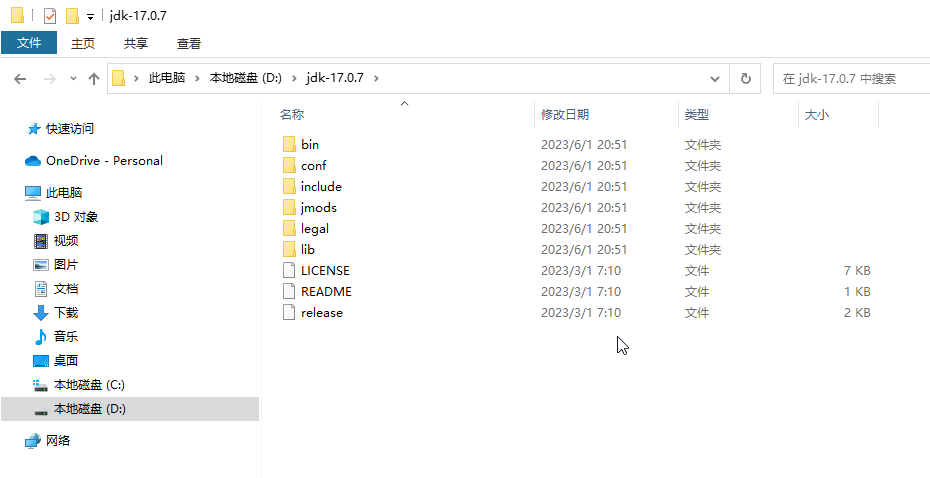 jdk-17.0.7
文件 主页 共享 查看
此电脑 本地磁盘 (D:) jdk-17.0.7 在 jdk-17.0.7 中搜索
名称 修改日期 类型 大小
快速访问
OneDrive - Personal
此电脑
3D 对象
视频
图片
文档
下载
音乐
桌面
本地磁盘 (C:)
本地磁盘 (D:)
网络
bin 2023/6/1 20:51 文件夹
conf 2023/6/1 20:51 文件夹
include 2023/6/1 20:51 文件夹
jmods 2023/6/1 20:51 文件夹
legal 2023/6/1 20:51 文件夹
lib 2023/6/1 20:51 文件夹
LICENSE 2023/3/1 7:10 文件 7 KB
README 2023/3/1 7:10 文件 1 KB
release 2023/3/1 7:10 文件 2 KB